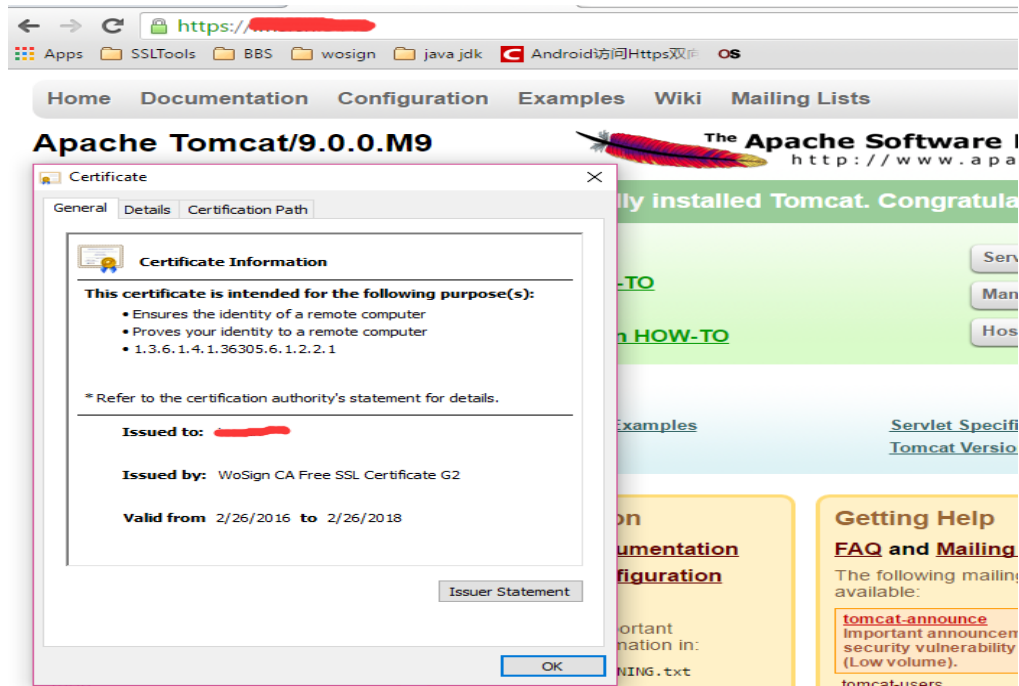 https://
Apps SSLTools BBS wosign java jdk Android访问Https双向 OS
Home Documentation Configuration Examples Wiki Mailing Lists
Apache Tomcat/9.0.0.M9
The Apache Software
http://www.apa
Certificate
General Details Certification Path
Certificate Information
This certificate is intended for the following purpose(s):
• Ensures the identity of a remote computer
• Proves your identity to a remote computer
• 1.3.6.1.4.1.36305.6.1.2.2.1
* Refer to the certification authority's statement for details.
Issued to:
Issued by: WoSign CA Free SSL Certificate G2
Valid from 2/26/2016 to 2/26/2018
Issuer Statement
OK
lly installed Tomcat. Congratula
-TO
n HOW-TO
Serv
Man
Hos
Examples
Servlet Specifi
Tomcat Versio
on
umentation
figuration
ortant
mation in:
NING.txt
Getting Help
FAQ and Mailing
The following mailing
available:
tomcat-announce
Important announcem
security vulnerability
(Low volume).
tomcat-users